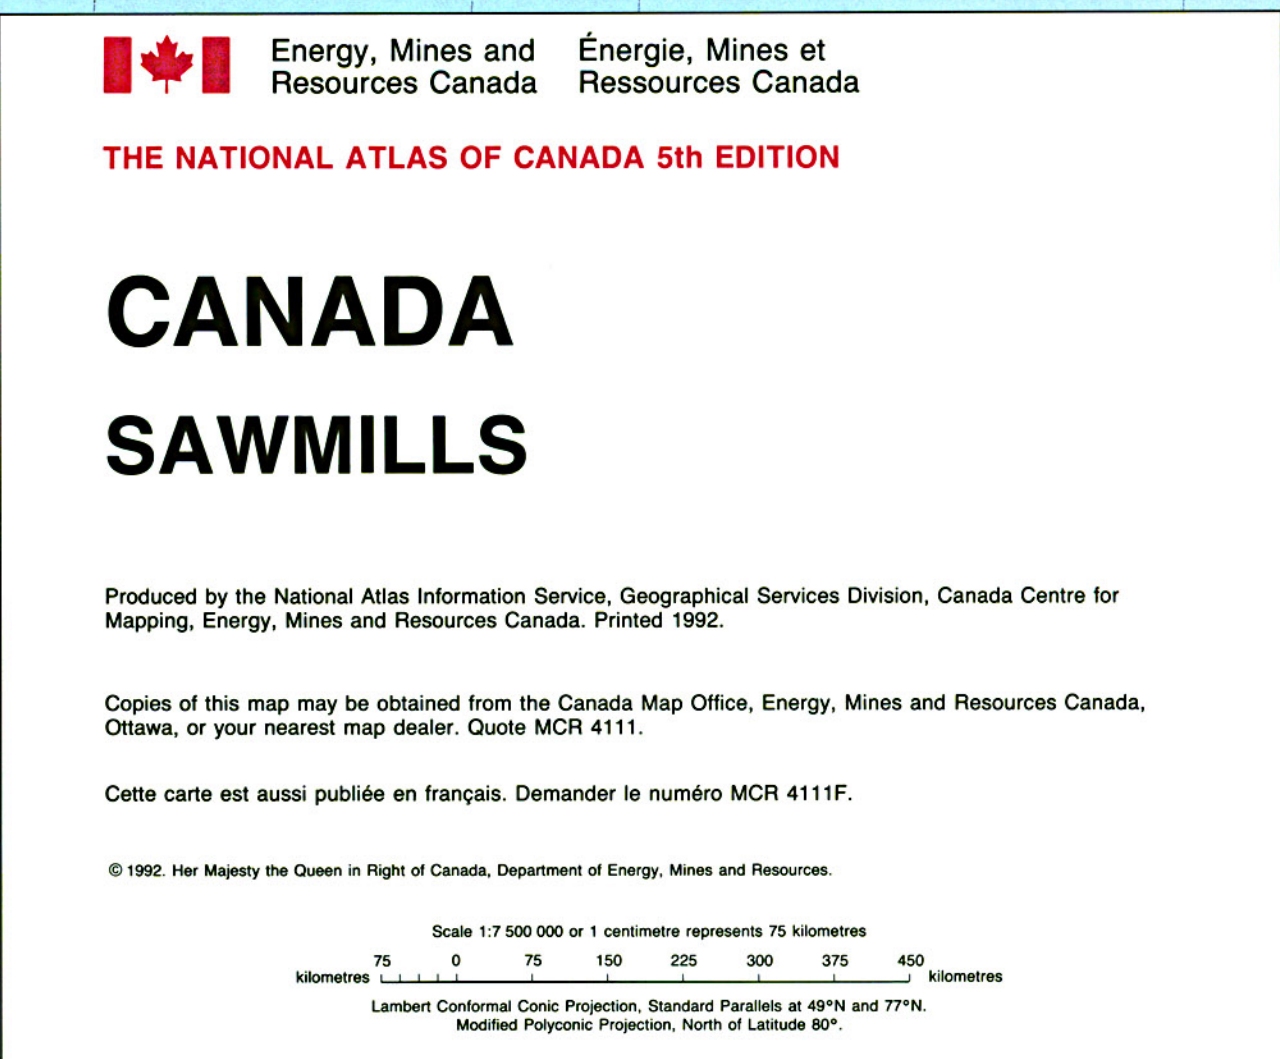 Energy, Mines and
Resources Canada
Énergie, Mines et
Ressources Canada
THE NATIONAL ATLAS OF CANADA 5th EDITION
CANADA
SAWMILLS
Produced by the National Atlas Information Service, Geographical Services Division, Canada Centre for
Mapping, Energy, Mines and Resources Canada. Printed 1992.
Copies of this map may be obtained from the Canada Map Office, Energy, Mines and Resources Canada,
Ottawa, or your nearest map dealer. Quote MCR 4111.
Cette carte est aussi publiée en français. Demander le numéro MCR 4111F.
© 1992. Her Majesty the Queen in Right of Canada, Department of Energy, Mines and Resources.
Scale 1:7 500 000 or 1 centimetre represents 75 kilometres
75 0 75 150 225 300 375 450
kilometres kilometres
Lambert Conformal Conic Projection, Standard Parallels at 49°N and 77°N.
Modified Polyconic Projection, North of Latitude 80°.